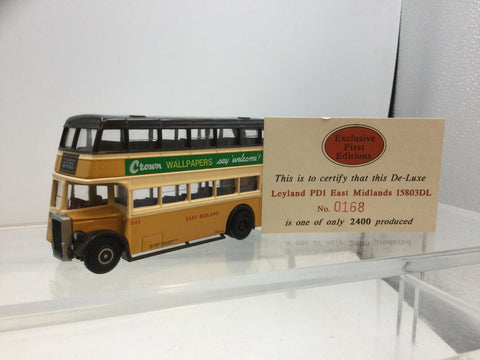 Crown WALLPAPERS say 'welcome!'
D42
EAST MIDLAND
Exclusive
First
Editions
This is to certify that this De-Luxe
Leyland PD1 East Midlands 15803DL
No. 0168
is one of only 2400 produced